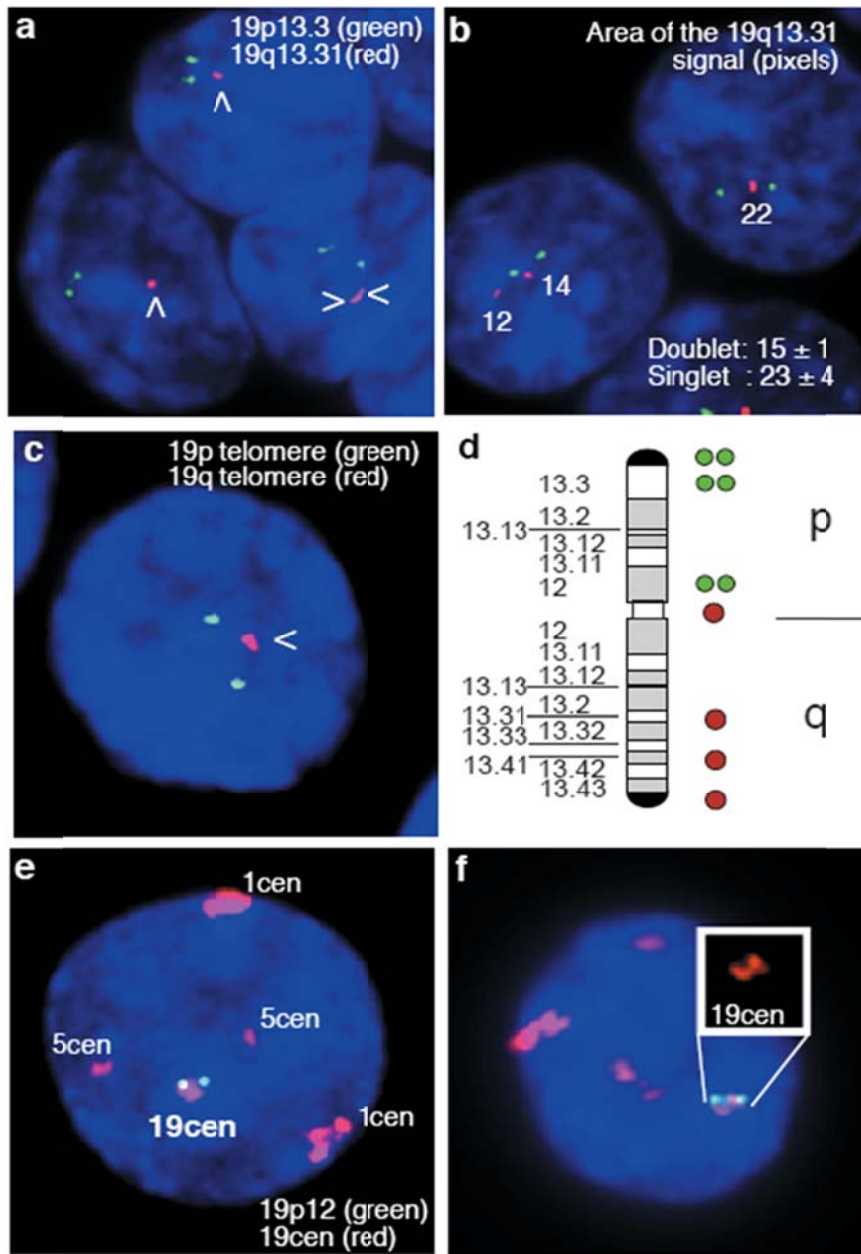 a
19p13.3 (green)
19q13.31(red)
^
^
> <
b
Area of the 19q13.31
signal (pixels)
22
14
12
Doublet: 15 ± 1
Singlet : 23 ± 4
c
19p telomere (green)
19q telomere (red)
<
d
13.3
13.2
13.13
13.12
13.11
12
p
12
13.11
13.12
13.13
13.2
13.31
13.32
13.33
13.41
13.42
13.43
q
e
1cen
5cen
5cen
19cen
1cen
19p12 (green)
19cen (red)
f
19cen